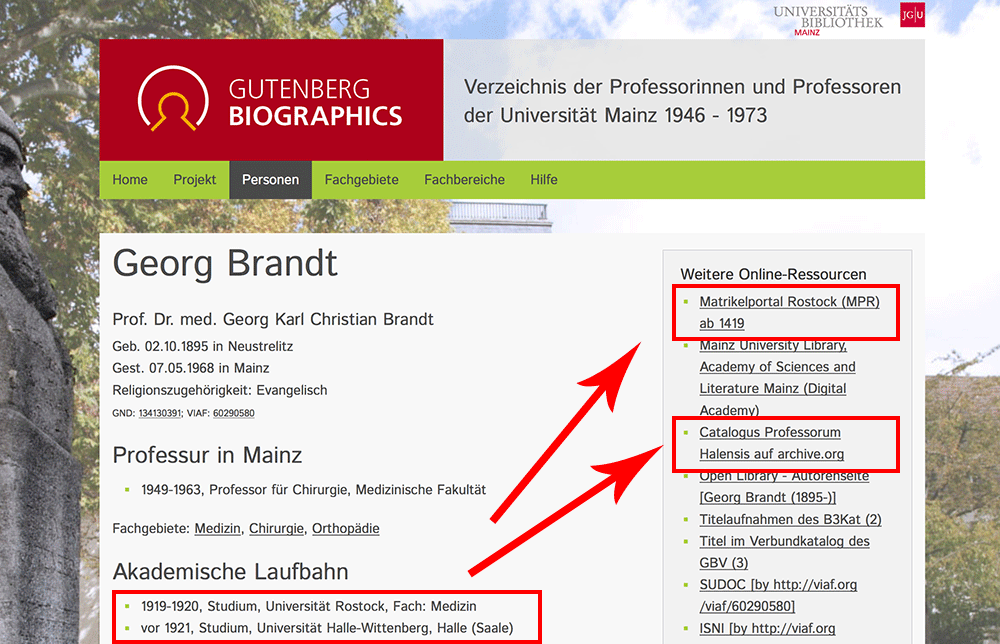 UNIVERSITÄTS
BIBLIOTHEK
MAINZ
JG|U
GUTENBERG
BIOGRAPHICS
Verzeichnis der Professorinnen und Professoren
der Universität Mainz 1946 - 1973
Home Projekt Personen Fachgebiete Fachbereiche Hilfe
Georg Brandt
Prof. Dr. med. Georg Karl Christian Brandt
Geb. 02.10.1895 in Neustrelitz
Gest. 07.05.1968 in Mainz
Religionszugehörigkeit: Evangelisch
GND: 134130391; VIAF: 60290580
Professur in Mainz
1949-1963, Professor für Chirurgie, Medizinische Fakultät
Fachgebiete: Medizin, Chirurgie, Orthopädie
Akademische Laufbahn
1919-1920, Studium, Universität Rostock, Fach: Medizin
vor 1921, Studium, Universität Halle-Wittenberg, Halle (Saale)
Weitere Online-Ressourcen
Matrikelportal Rostock (MPR)
ab 1419
Mainz University Library,
Academy of Sciences and
Literature Mainz (Digital
Academy)
Catalogus Professorum
Halensis auf archive.org
Open Library - Autorenseite
[Georg Brandt (1895-)]
Titelaufnahmen des B3Kat (2)
Titel im Verbundkatalog des
GBV (3)
SUDOC [by http://viaf.org
/viaf/60290580]
ISNI [by http://viaf.org